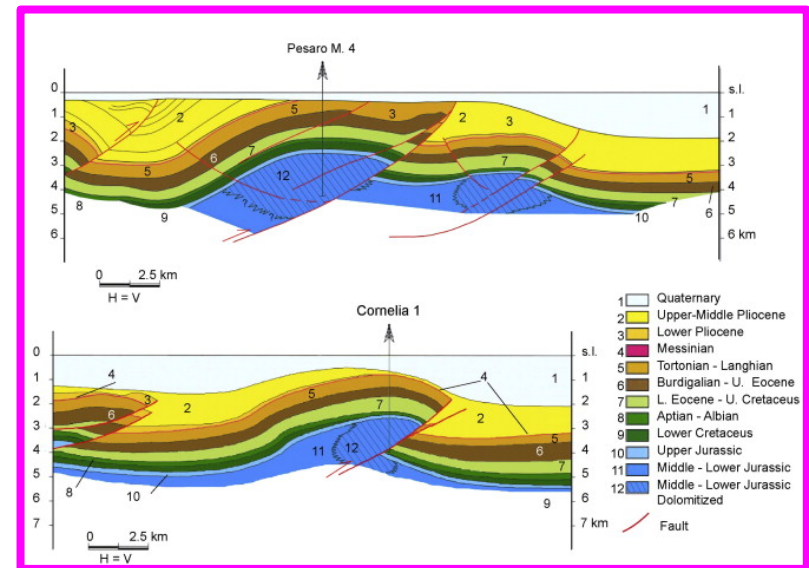 Pesaro M. 4
0
s.l.
2
5
3
2
3
1
1
1
3
7
2
2
6
5
7
3
3
12
5
4
4
11
8
9
10
7
6
5
5
6
6 km
0 2.5 km
H = V
Cornelia 1
0
s.l.
4
4
1
1
1
5
2
3
2
7
2
2
6
3
5
3
4
11
12
6
4
5
7
5
8
10
6
9
6
7
7 km
0 2.5 km
H = V
1 Quaternary
2 Upper-Middle Pliocene
3 Lower Pliocene
4 Messinian
5 Tortonian - Langhian
6 Burdigalian - U. Eocene
7 L. Eocene - U. Cretaceus
8 Aptian - Albian
9 Lower Cretaceus
10 Upper Jurassic
11 Middle - Lower Jurassic
12 Middle - Lower Jurassic
Dolomitized
Fault